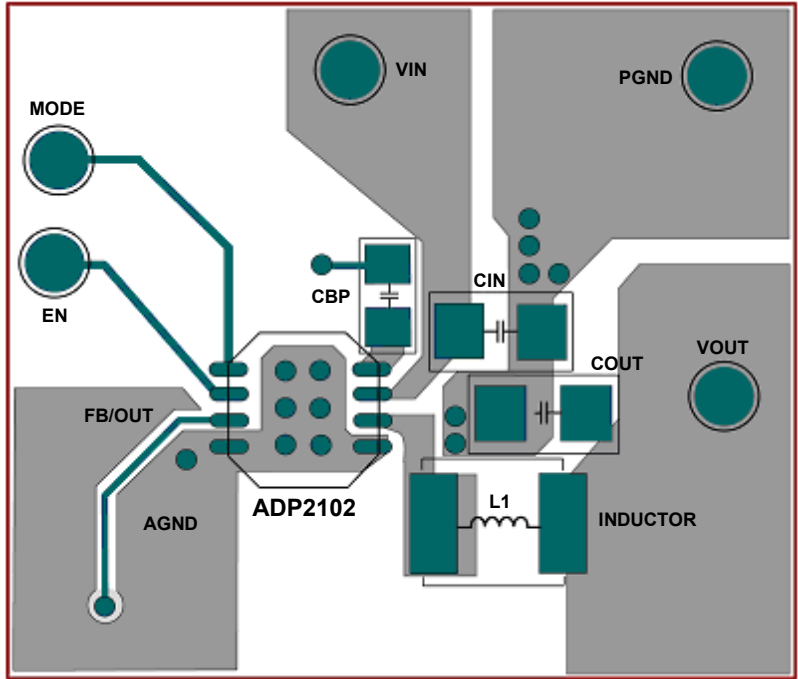 VIN
PGND
MODE
EN
CBP
CIN
COUT
VOUT
FB/OUT
ADP2102
L1
INDUCTOR
AGND